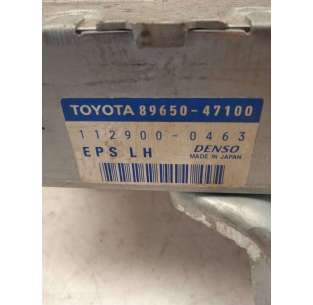 TOYOTA 89650-47100
112900-0463
EPS LH DENSO
MADE IN JAPAN